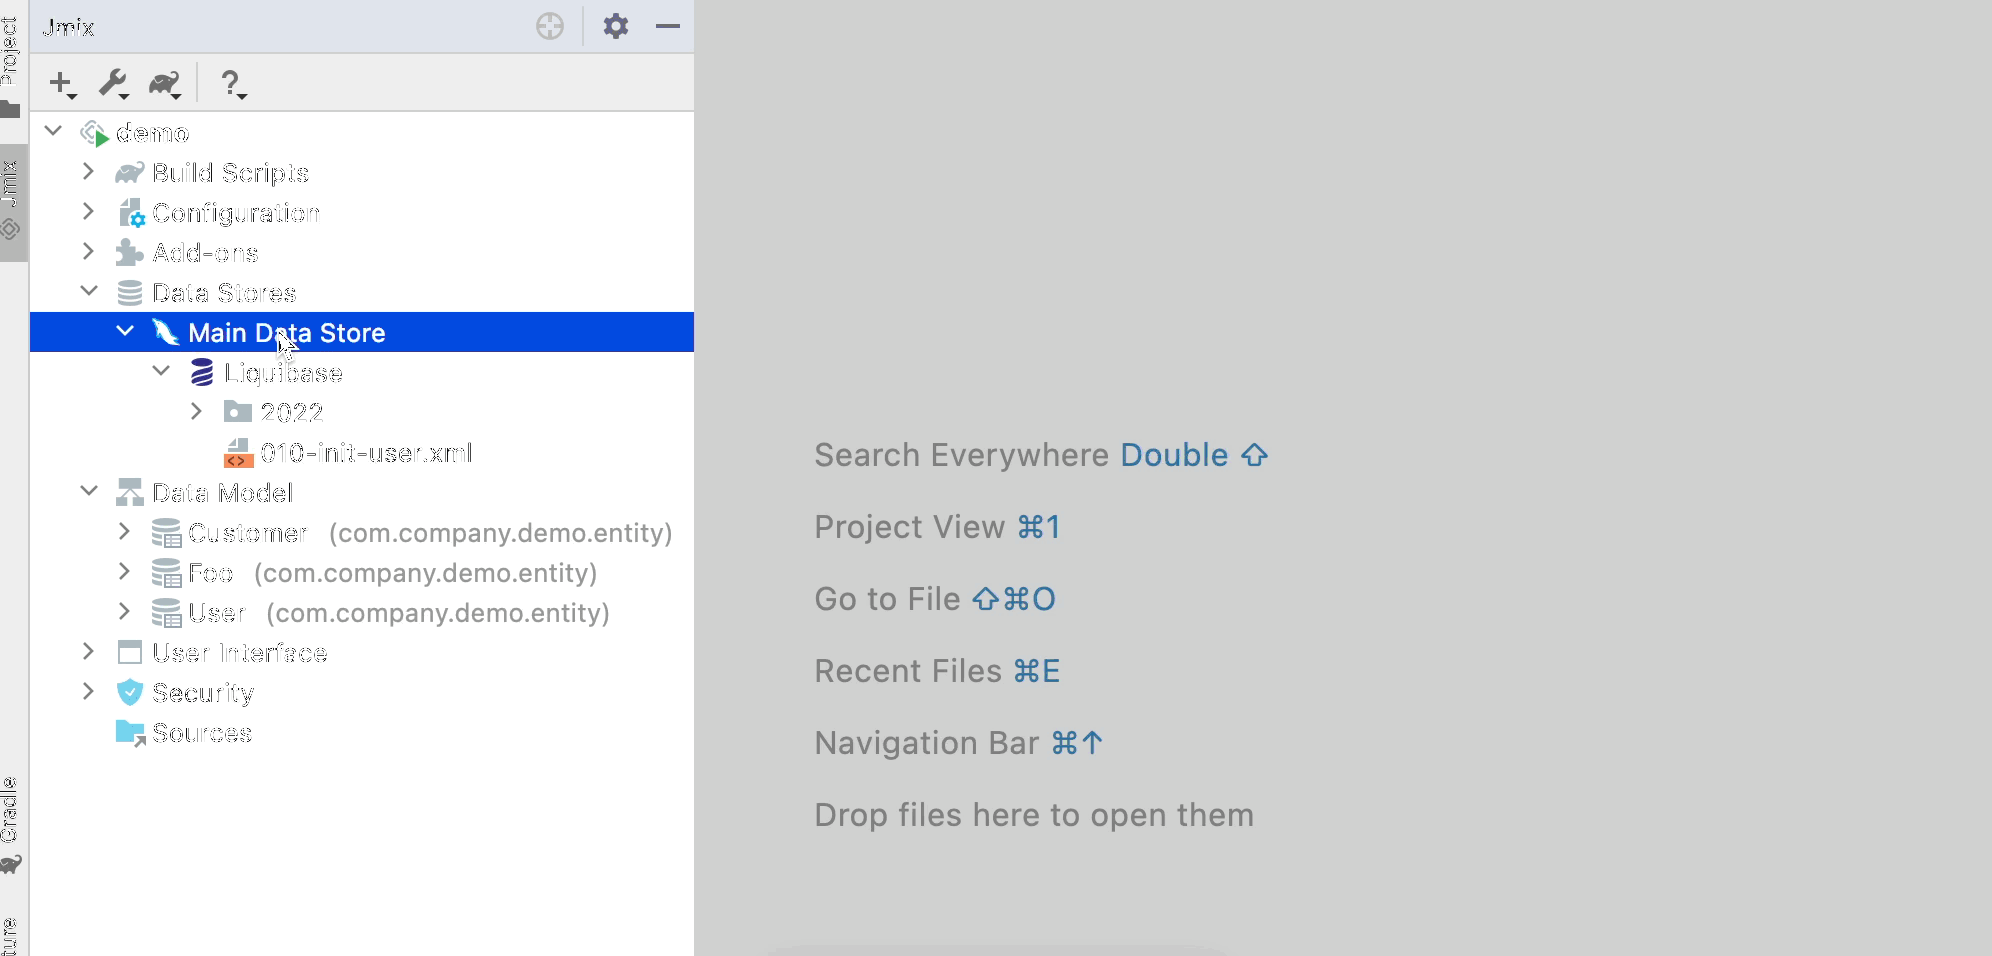 Project
Jmix
Gradle
Jmix
?
demo
Build Scripts
Configuration
Add-ons
Data Stores
Main Data Store
Liquibase
2022
010-init-user.xml
Data Model
Customer (com.company.demo.entity)
Foo (com.company.demo.entity)
User (com.company.demo.entity)
User Interface
Security
Sources
Search Everywhere Double ⇧
Project View ⌘1
Go to File ⇧⌘O
Recent Files ⌘E
Navigation Bar ⌘↑
Drop files here to open them